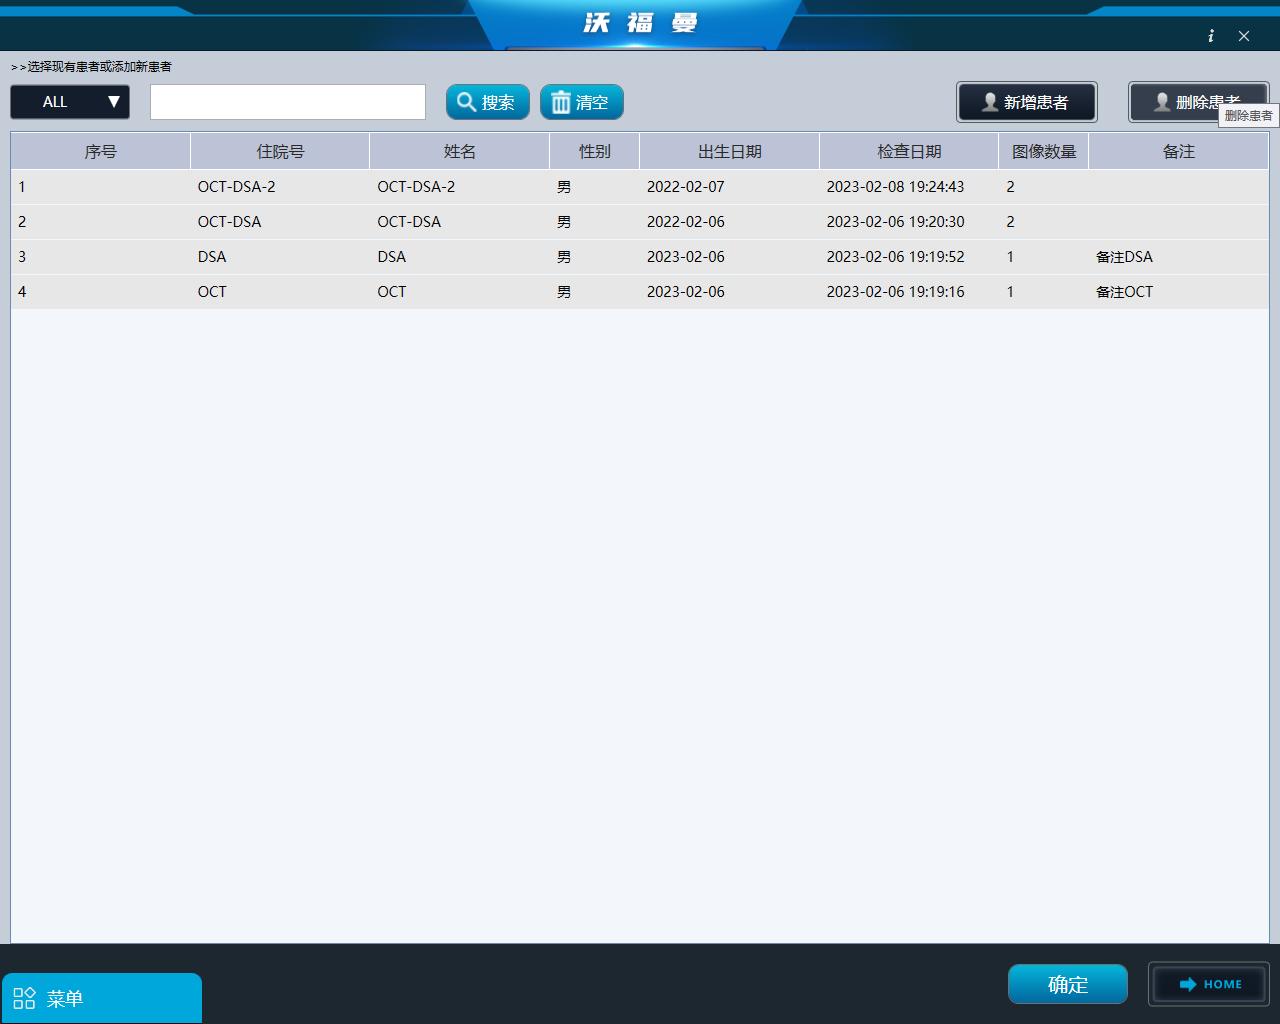 沃 福 曼
i
>>选择现有患者或添加新患者
ALL ▼ 搜索 清空 新增患者 删除患者
删除患者
序号 住院号 姓名 性别 出生日期 检查日期 图像数量 备注
1 OCT-DSA-2 OCT-DSA-2 男 2022-02-07 2023-02-08 19:24:43 2
2 OCT-DSA OCT-DSA 男 2022-02-06 2023-02-06 19:20:30 2
3 DSA DSA 男 2023-02-06 2023-02-06 19:19:52 1 备注DSA
4 OCT OCT 男 2023-02-06 2023-02-06 19:19:16 1 备注OCT
菜单 确定 HOME